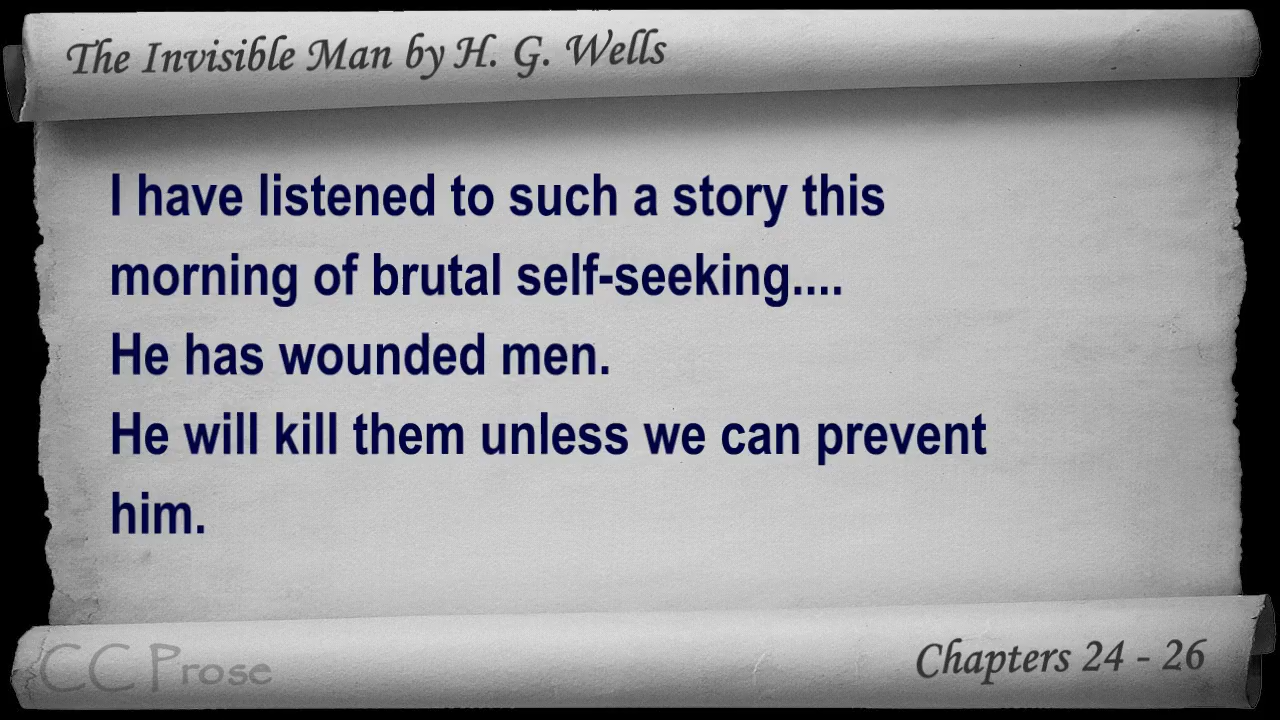 The Invisible Man by H. G. Wells
I have listened to such a story this
morning of brutal self-seeking....
He has wounded men.
He will kill them unless we can prevent
him.
CC Prose
Chapters 24 - 26